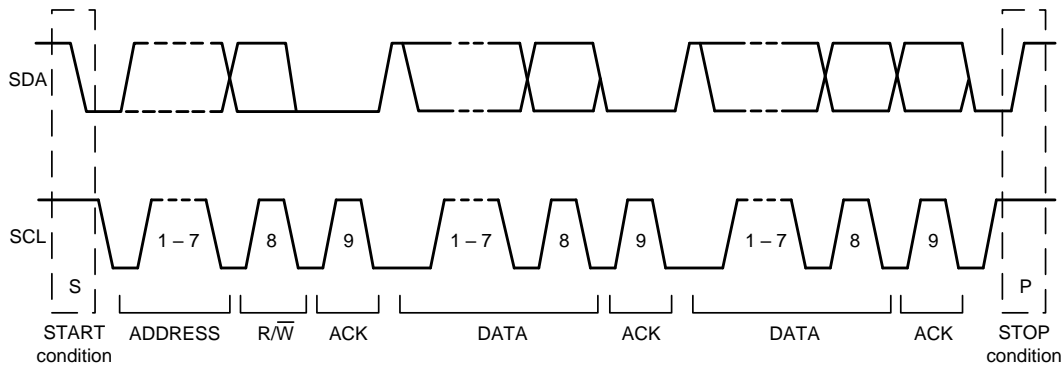 SDA
SCL
1 – 7
8
9
1 – 7
8
9
1 – 7
8
9
S
P
START
condition
ADDRESS
R/W̅
ACK
DATA
ACK
DATA
ACK
STOP
condition